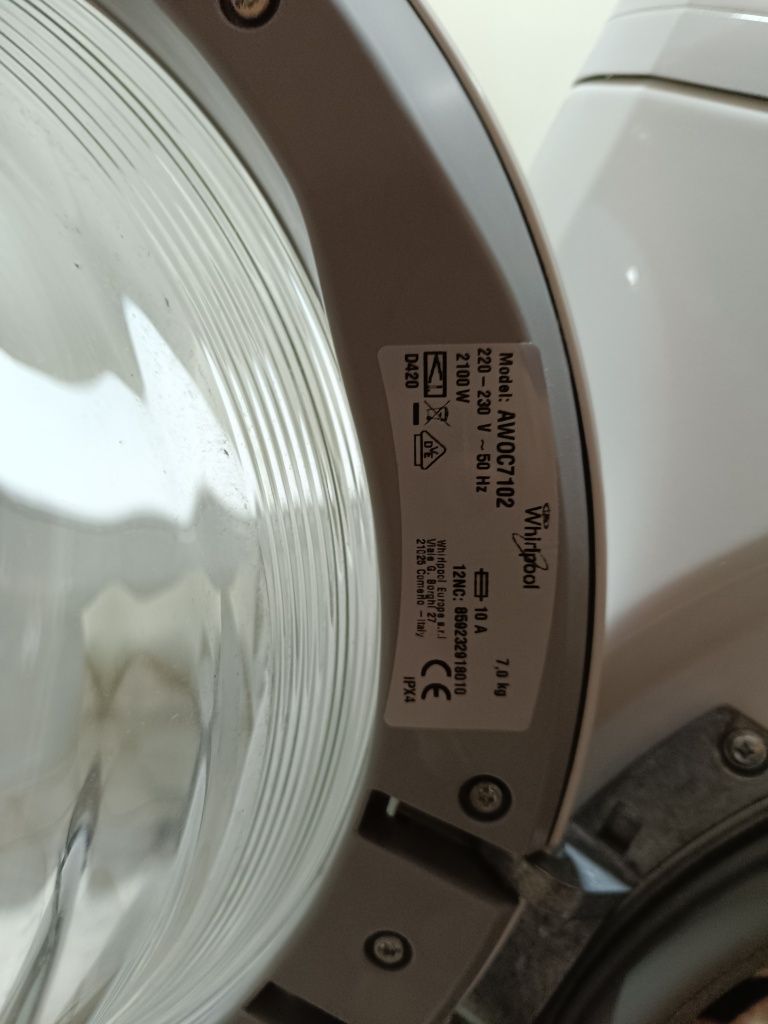 Whirlpool
Model: AWOC7102
7,0 kg
220 – 230 V ~ 50 Hz
10 A
2100 W
12NC: 859232918010
Whirlpool Europe s.r.l
Viale G. Borghi 27
21025 Comerio – Italy
DVE
CE
D420
IPX4